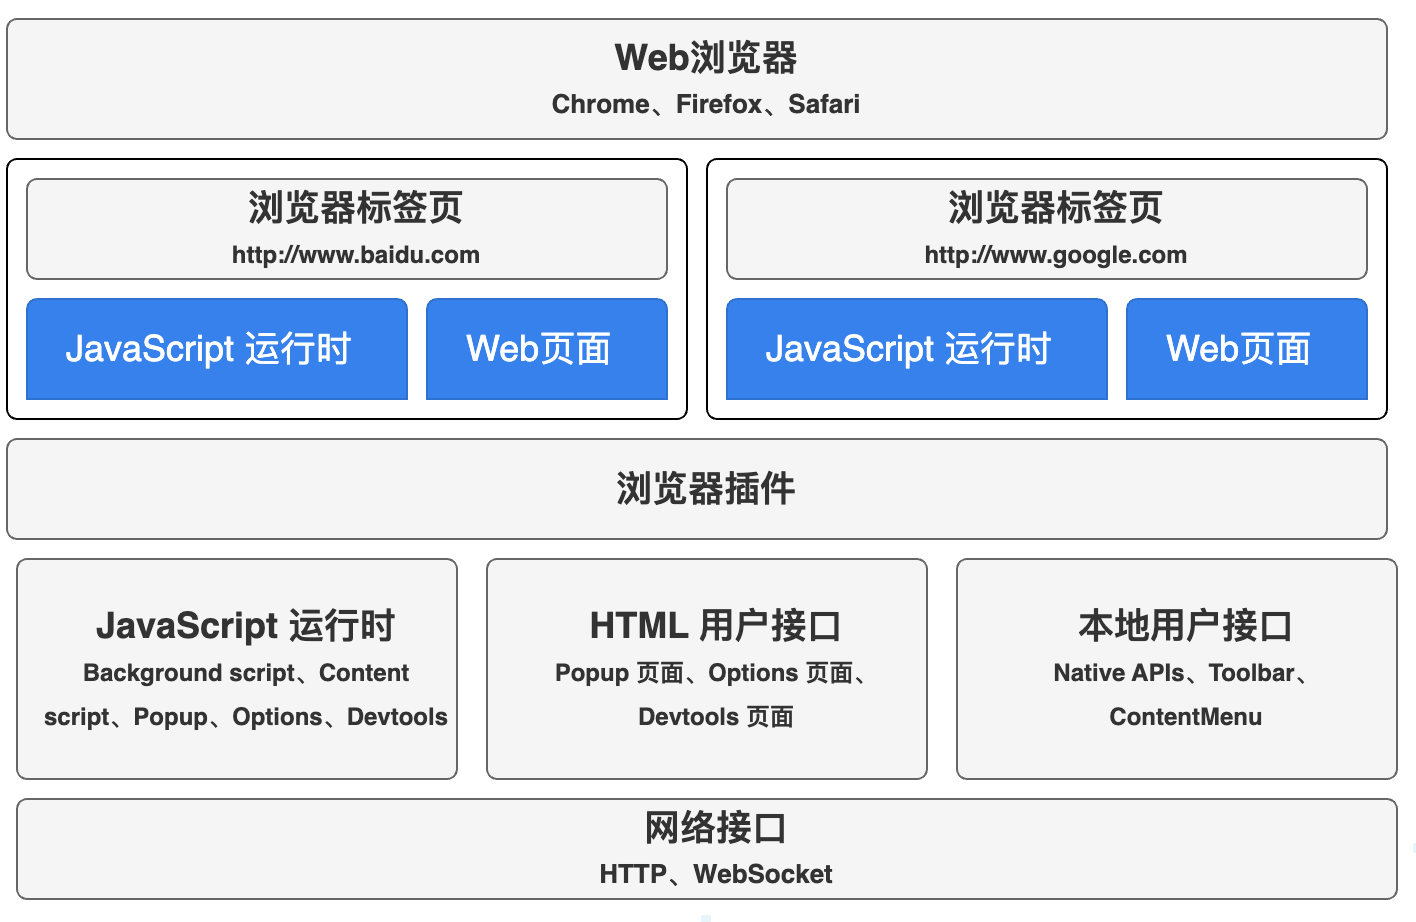 Web浏览器
Chrome、Firefox、Safari
浏览器标签页
http://www.baidu.com
JavaScript 运行时
Web页面
浏览器标签页
http://www.google.com
JavaScript 运行时
Web页面
浏览器插件
JavaScript 运行时
Background script、Content
script、Popup、Options、Devtools
HTML 用户接口
Popup 页面、Options 页面、
Devtools 页面
本地用户接口
Native APIs、Toolbar、
ContentMenu
网络接口
HTTP、WebSocket